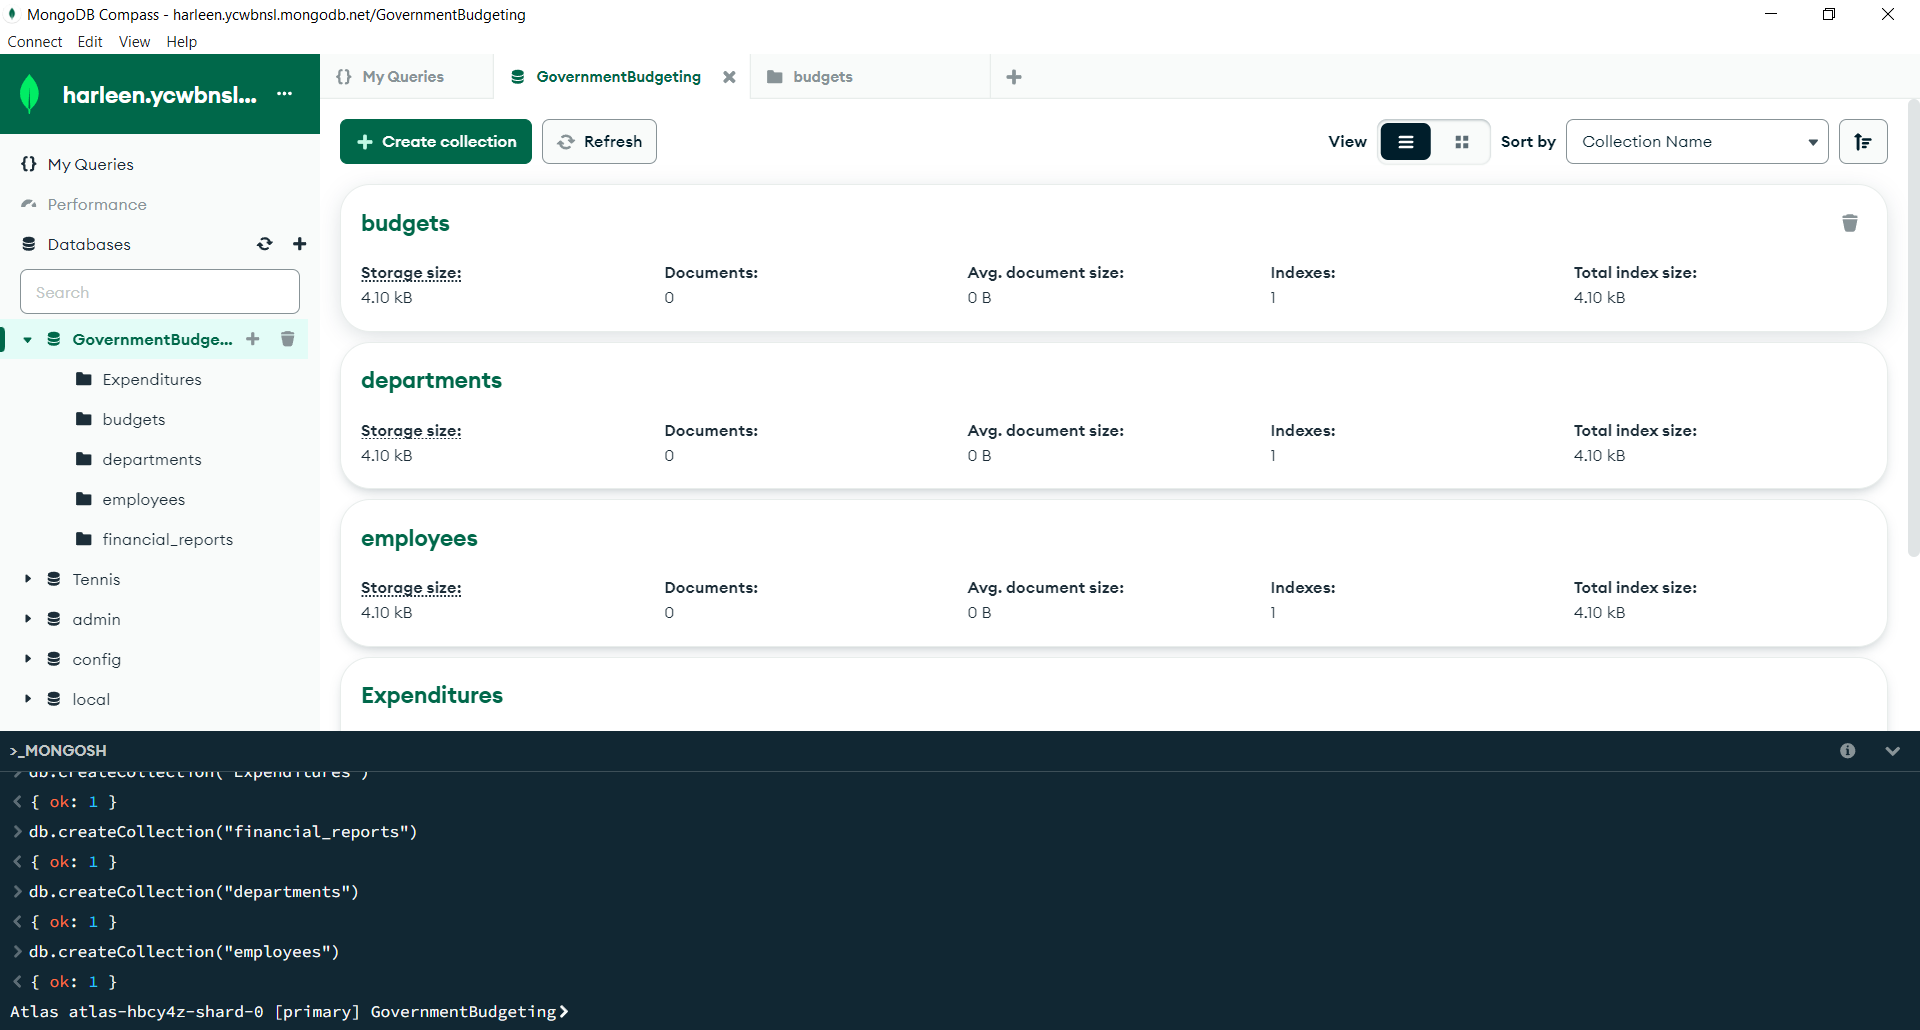 MongoDB Compass - harleen.ycwbnsl.mongodb.net/GovernmentBudgeting
Connect Edit View Help
harleen.ycwbnsl... ...
{} My Queries
Performance
Databases
Search
GovernmentBudge...
Expenditures
budgets
departments
employees
financial_reports
Tennis
admin
config
local
{} My Queries
GovernmentBudgeting
budgets
Create collection
Refresh
View
Sort by
Collection Name
budgets
Storage size: Documents: Avg. document size: Indexes: Total index size:
4.10 kB 0 0 B 1 4.10 kB
departments
Storage size: Documents: Avg. document size: Indexes: Total index size:
4.10 kB 0 0 B 1 4.10 kB
employees
Storage size: Documents: Avg. document size: Indexes: Total index size:
4.10 kB 0 0 B 1 4.10 kB
Expenditures
>_MONGOSH
> db.createCollection("Expenditures")
< { ok: 1 }
> db.createCollection("financial_reports")
< { ok: 1 }
> db.createCollection("departments")
< { ok: 1 }
> db.createCollection("employees")
< { ok: 1 }
Atlas atlas-hbcy4z-shard-0 [primary] GovernmentBudgeting>